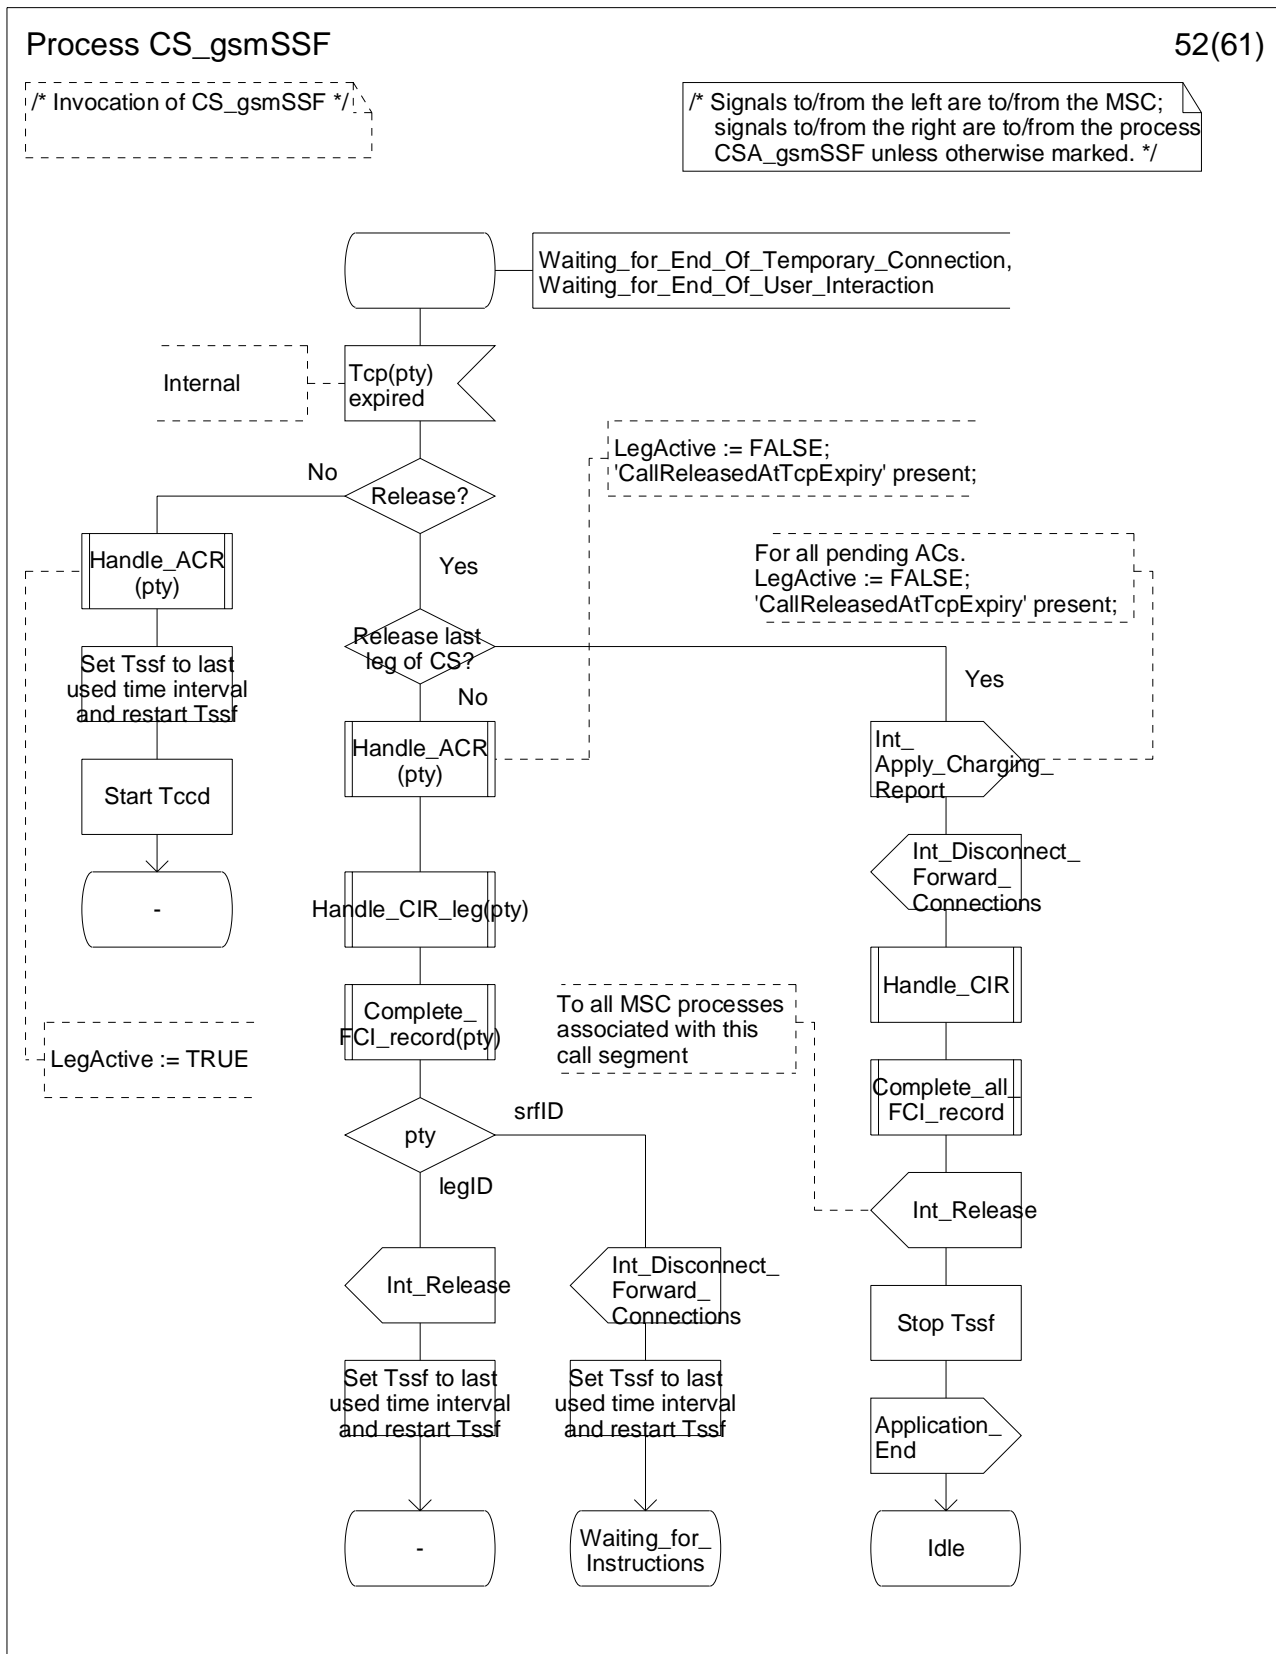 Process CS_gsmSSF
52(61)
/* Invocation of CS_gsmSSF */
/* Signals to/from the left are to/from the MSC;
signals to/from the right are to/from the process
CSA_gsmSSF unless otherwise marked. */
Waiting_for_End_Of_Temporary_Connection,
Waiting_for_End_Of_User_Interaction
Internal
Tcp(pty)
expired
LegActive := FALSE;
'CallReleasedAtTcpExpiry' present;
No
Release?
Yes
Handle_ACR
(pty)
For all pending ACs.
LegActive := FALSE;
'CallReleasedAtTcpExpiry' present;
Release last
leg of CS?
Yes
No
Set Tssf to last
used time interval
and restart Tssf
Handle_ACR
(pty)
Int_
Apply_Charging_
Report
Start Tccd
Int_Disconnect_
Forward_
Connections
-
Handle_CIR_leg(pty)
Handle_CIR
Complete_
FCI_record(pty)
To all MSC processes
associated with this
call segment
LegActive := TRUE
Complete_all_
FCI_record
pty
srfID
legID
Int_Release
Int_Release
Int_Disconnect_
Forward_
Connections
Stop Tssf
Set Tssf to last
used time interval
and restart Tssf
Set Tssf to last
used time interval
and restart Tssf
Application_
End
-
Waiting_for_
Instructions
Idle